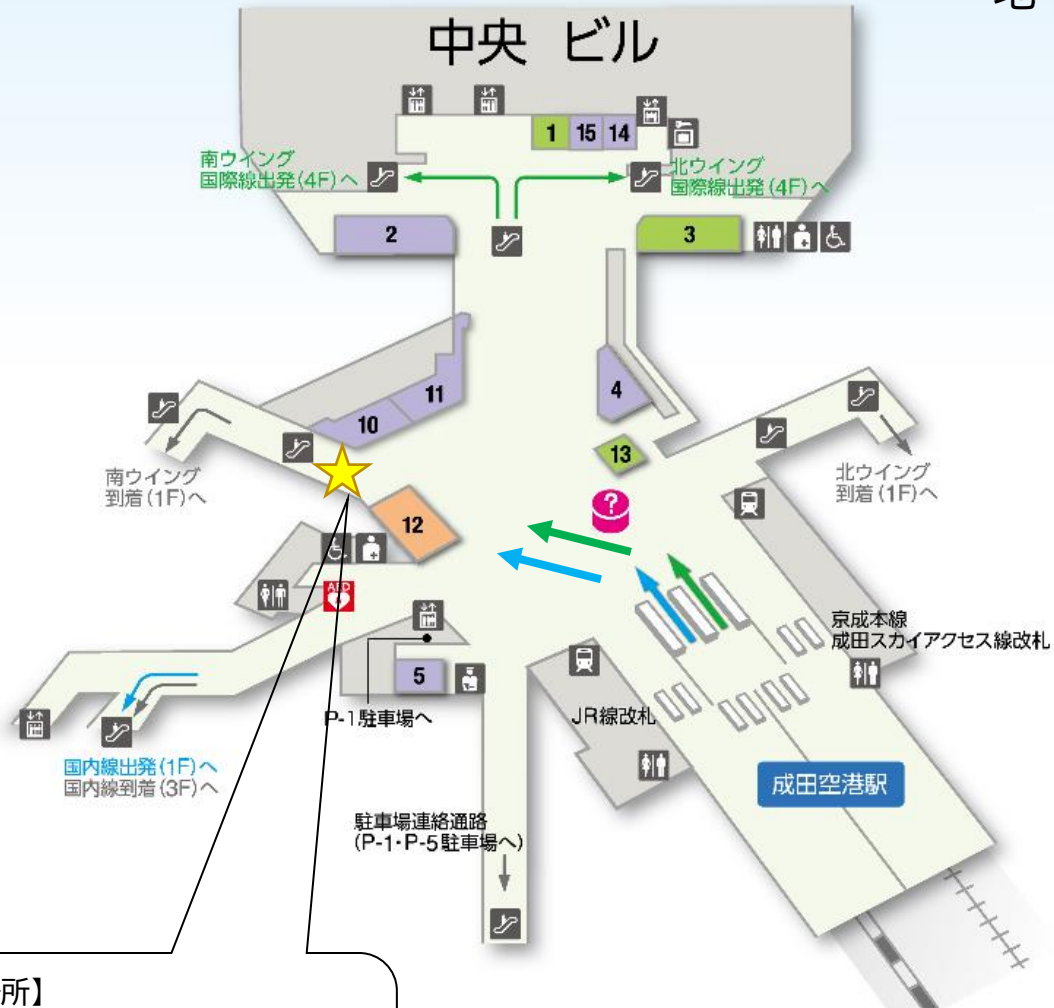 中央 ビル
1 15 14
南ウイング
国際線出発(4F)へ
北ウイング
国際線出発(4F)へ
2
3
11
4
10
13
南ウイング
到着(1F)へ
北ウイング
到着(1F)へ
?
12
AED
京成本線
成田スカイアクセス線改札
5
P-1駐車場へ
JR線改札
国内線出発(1F)へ
国内線到着(3F)へ
成田空港駅
駐車場連絡通路
(P-1・P-5駐車場へ)
所】